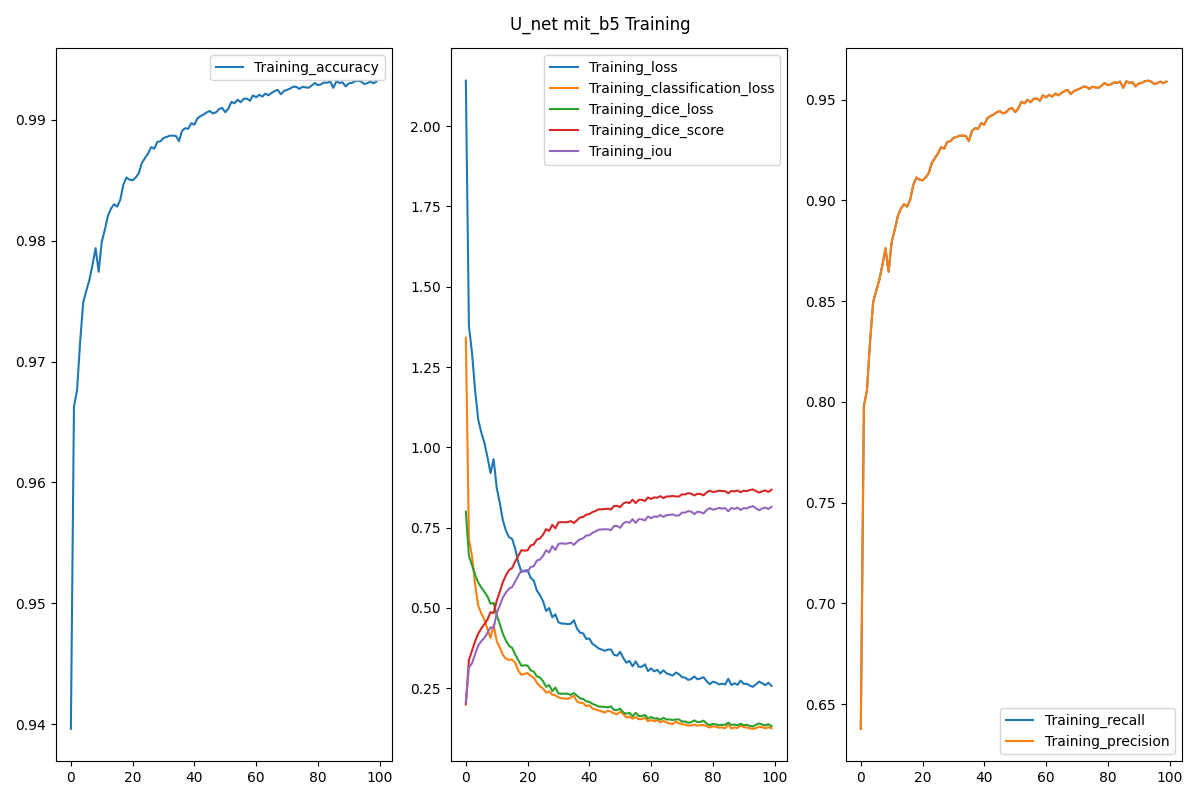 U_net mit_b5 Training
Training_accuracy
0.99
0.98
0.97
0.96
0.95
0.94
0 20 40 60 80 100
Training_loss
Training_classification_loss
Training_dice_loss
Training_dice_score
Training_iou
2.00
1.75
1.50
1.25
1.00
0.75
0.50
0.25
0 20 40 60 80 100
0.95
0.90
0.85
0.80
0.75
0.70
0.65
Training_recall
Training_precision
0 20 40 60 80 100